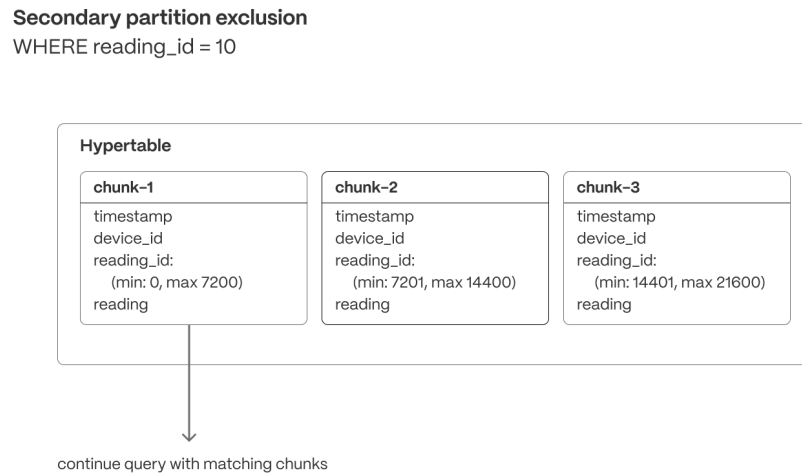 Secondary partition exclusion
WHERE reading_id = 10
Hypertable
chunk-1
timestamp
device_id
reading_id:
(min: 0, max 7200)
reading
chunk-2
timestamp
device_id
reading_id:
(min: 7201, max 14400)
reading
chunk-3
timestamp
device_id
reading_id:
(min: 14401, max 21600)
reading
continue query with matching chunks